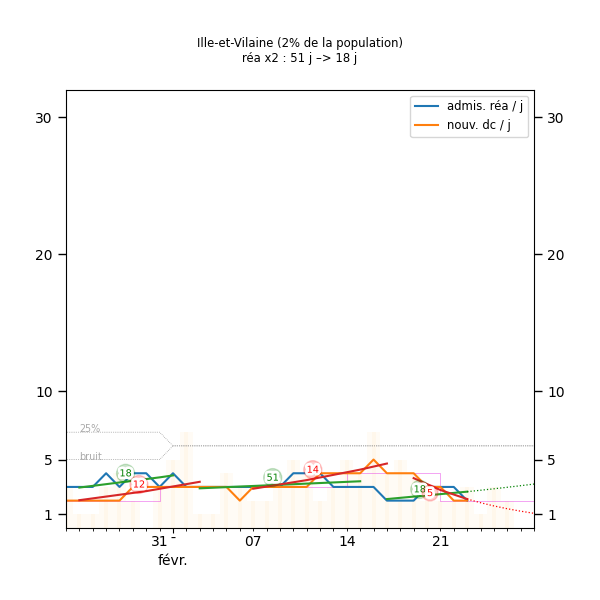 Ille-et-Vilaine (2% de la population)
réa x2 : 51 j –> 18 j
admis. réa / j
nouv. dc / j
30 30
20 20
10 10
25%
bruit
5 5
18 12 51 14 18 5
1 1
31 - 07 14 21
févr.